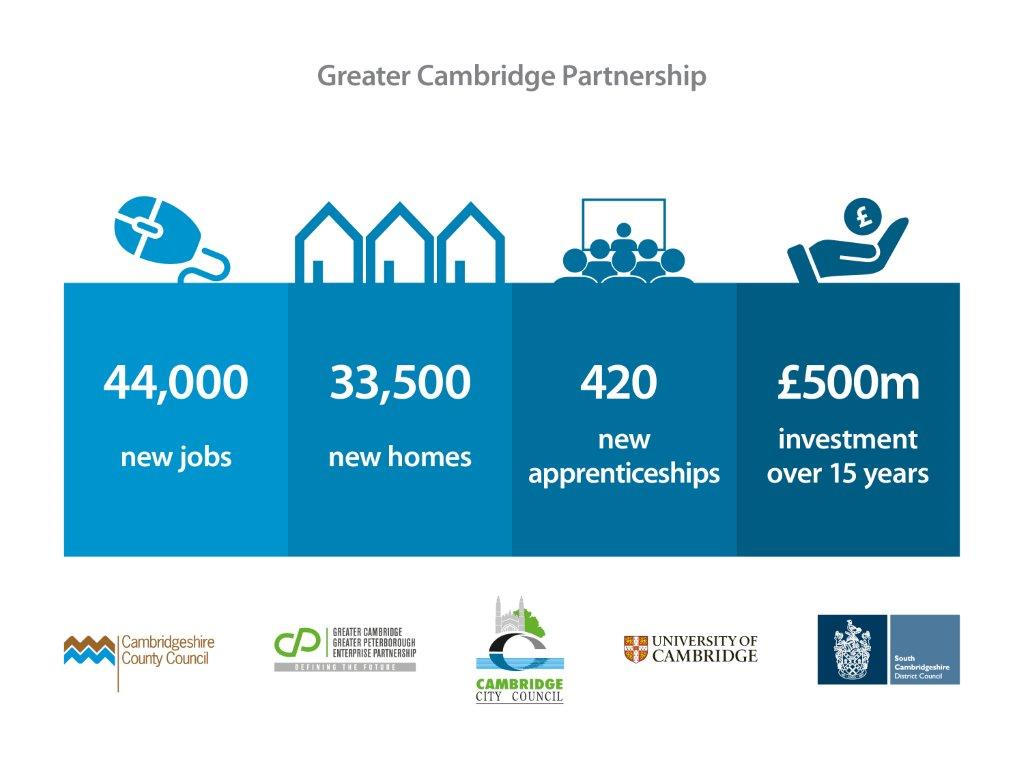 Greater Cambridge Partnership
£
44,000
new jobs
33,500
new homes
420
new
apprenticeships
£500m
investment
over 15 years
Cambridgeshire
County Council
GREATER CAMBRIDGE
GREATER PETERBOROUGH
ENTERPRISE PARTNERSHIP
DEFINING THE FUTURE
CAMBRIDGE
CITY COUNCIL
UNIVERSITY OF
CAMBRIDGE
South
Cambridgeshire
District Council